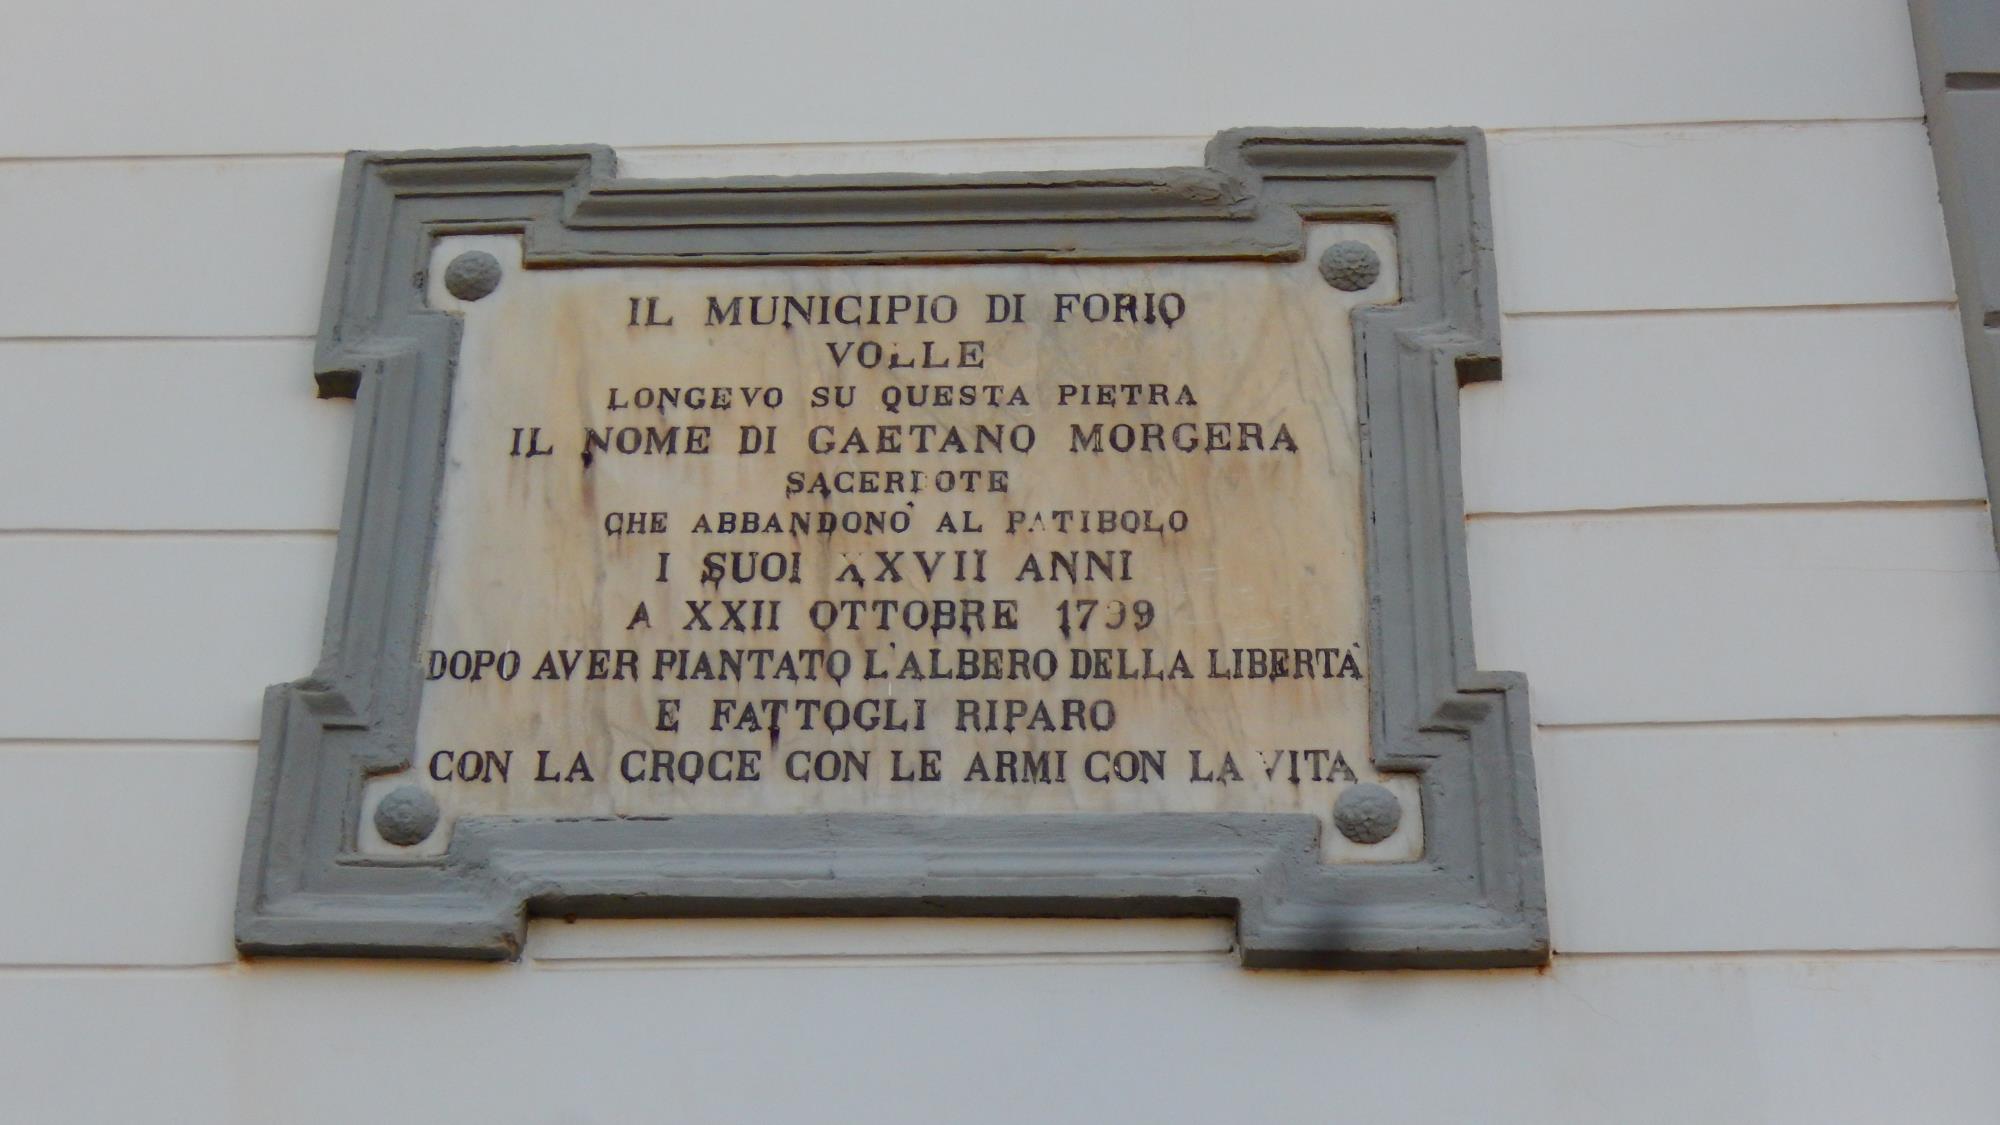 IL MUNICIPIO DI FORIO
VOLLE
LONGEVO SU QUESTA PIETRA
IL NOME DI GAETANO MORGERA
SACERDOTE
CHE ABBANDONÒ AL PATIBOLO
I SUOI XXVII ANNI
A XXII OTTOBRE 1799
DOPO AVER PIANTATO L'ALBERO DELLA LIBERTÀ
E FATTOGLI RIPARO
CON LA CROCE CON LE ARMI CON LA VITA